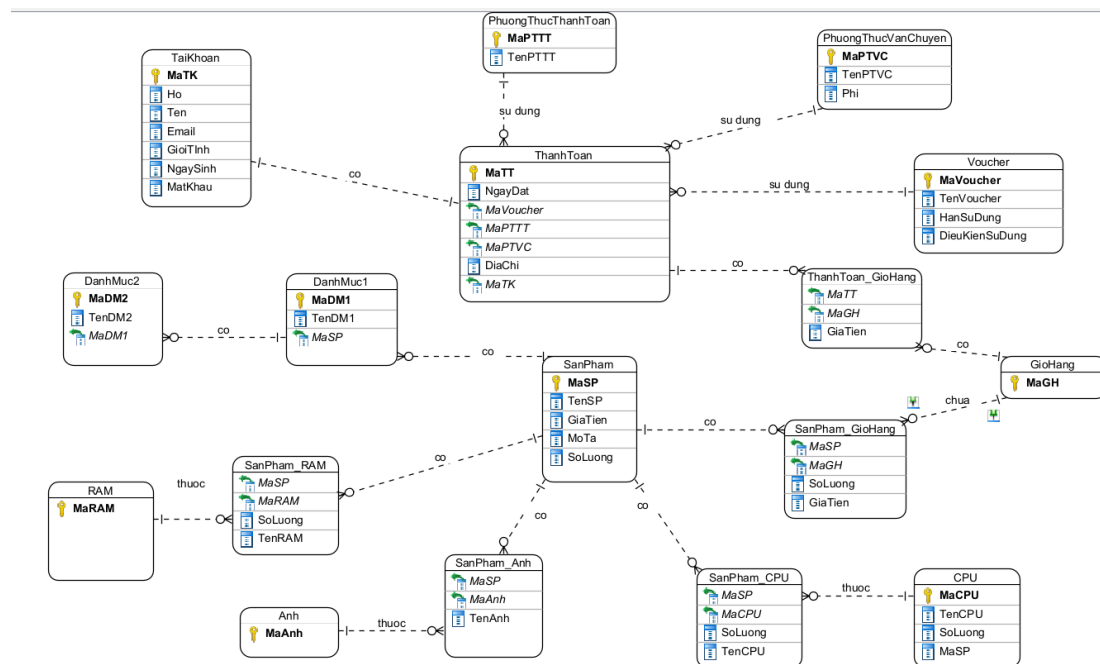 PhuongThucThanhToan
MaPTTT
TenPTTT
PhuongThucVanChuyen
MaPTVC
TenPTVC
Phi
TaiKhoan
MaTK
Ho
Ten
Email
GioiTInh
NgaySinh
MatKhau
su dung
su dung
co
ThanhToan
MaTT
NgayDat
MaVoucher
MaPTTT
MaPTVC
DiaChi
MaTK
su dung
Voucher
MaVoucher
TenVoucher
HanSuDung
DieuKienSuDung
DanhMuc2
MaDM2
TenDM2
MaDM1
co
DanhMuc1
MaDM1
TenDM1
MaSP
co
co
ThanhToan_GioHang
MaTT
MaGH
GiaTien
co
GioHang
MaGH
chua
SanPham
MaSP
TenSP
GiaTien
MoTa
SoLuong
co
SanPham_GioHang
MaSP
MaGH
SoLuong
GiaTien
co
SanPham_RAM
MaSP
MaRAM
SoLuong
TenRAM
thuoc
RAM
MaRAM
co
co
SanPham_Anh
MaSP
MaAnh
TenAnh
thuoc
Anh
MaAnh
SanPham_CPU
MaSP
MaCPU
SoLuong
TenCPU
thuoc
CPU
MaCPU
TenCPU
SoLuong
MaSP